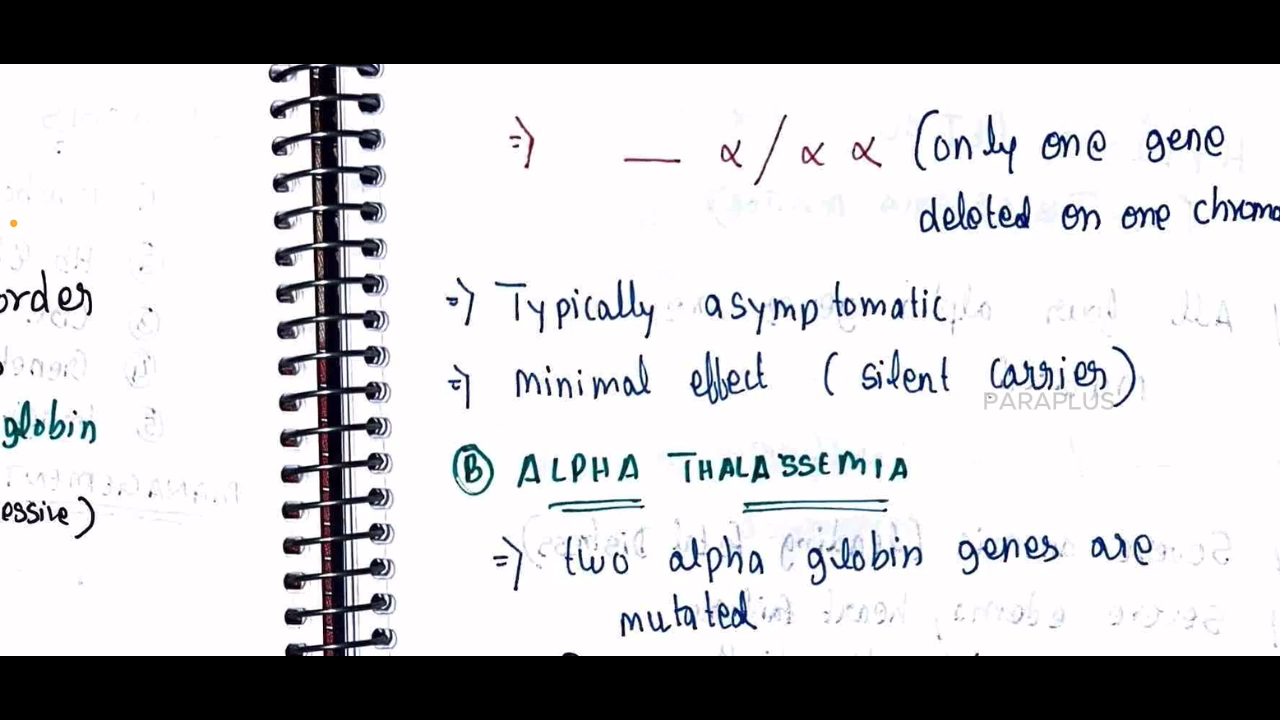 => — α / α α (only one gene
deleted on one chromo
order
=> Typically asymptomatic
=> minimal effect (silent carrier)
PARAPLUS
globin
essive)
(B) ALPHA THALASSEMIA
=> two alpha globin genes are
mutated